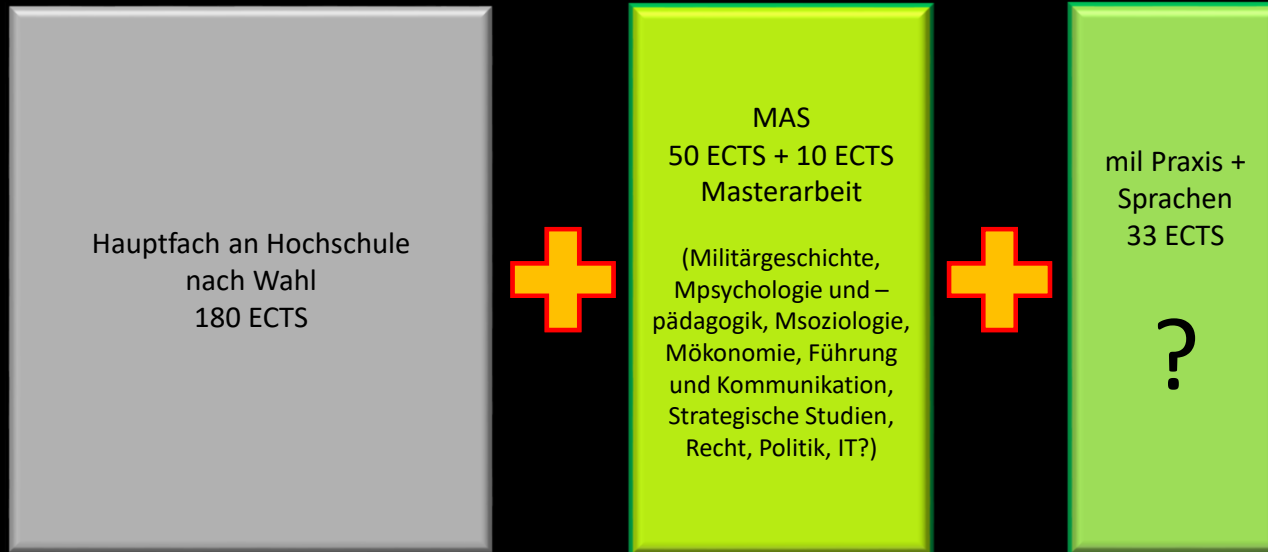 Hauptfach an Hochschule
nach Wahl
180 ECTS
MAS
50 ECTS + 10 ECTS
Masterarbeit
(Militärgeschichte,
Mpsychologie und –
pädagogik, Msoziologie,
Mökonomie, Führung
und Kommunikation,
Strategische Studien,
Recht, Politik, IT?)
mil Praxis +
Sprachen
33 ECTS
?